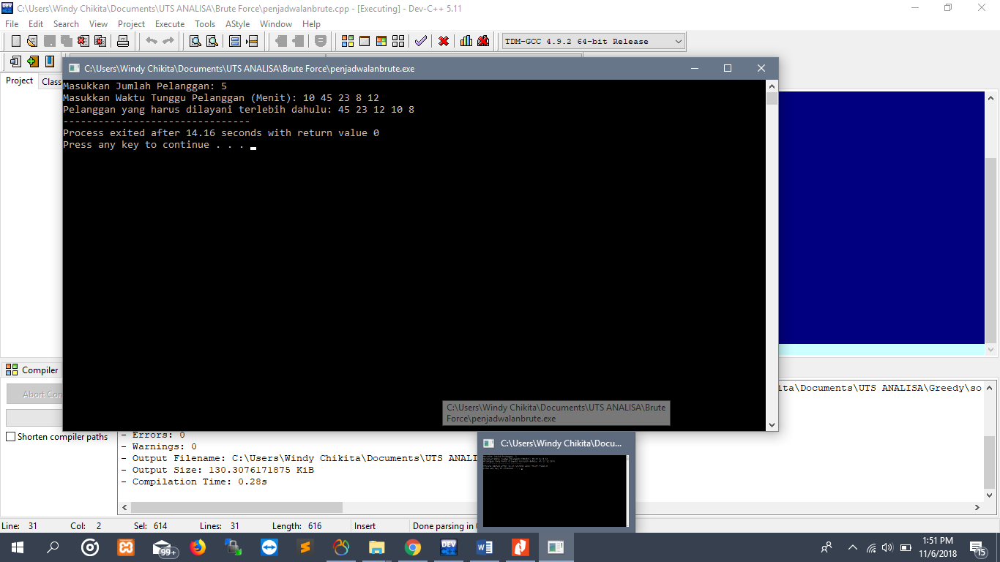 C:\Users\Windy Chikita\Documents\UTS ANALISA\Brute Force\penjadwalanbrute.cpp - [Executing] - Dev-C++ 5.11
File Edit Search View Project Execute Tools AStyle Window Help
TDM-GCC 4.9.2 64-bit Release
Project Class
C:\Users\Windy Chikita\Documents\UTS ANALISA\Brute Force\penjadwalanbrute.exe
Masukkan Jumlah Pelanggan: 5
Masukkan Waktu Tunggu Pelanggan (Menit): 10 45 23 8 12
Pelanggan yang harus dilayani terlebih dahulu: 45 23 12 10 8
--------------------------------
Process exited after 14.16 seconds with return value 0
Press any key to continue . . .
Compiler
Abort Con
Shorten compiler paths
ita\Documents\UTS ANALISA\Greedy\so
- Errors: 0
- Warnings: 0
- Output Filename: C:\Users\Windy Chikita\Documents\UTS ANALI
- Output Size: 130.3076171875 KiB
- Compilation Time: 0.28s
C:\Users\Windy Chikita\Documents\UTS ANALISA\Brute
Force\penjadwalanbrute.exe
C:\Users\Windy Chikita\Docu...
Line: 31 Col: 2 Sel: 614 Lines: 31 Length: 616 Insert Done parsing in
99+
DEV
1:51 PM
11/6/2018
15